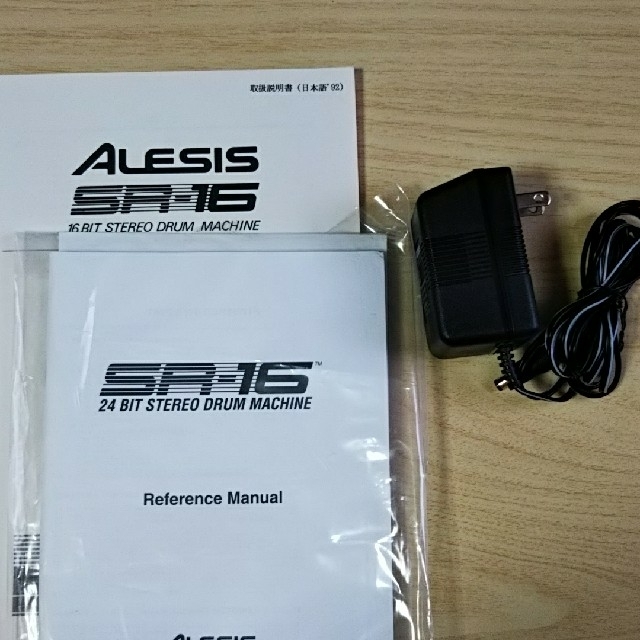 取扱説明書 (日本語'92)
ALESIS
SR-16
16 BIT STEREO DRUM MACHINE
SR-16™
24 BIT STEREO DRUM MACHINE
Reference Manual
ALESIS